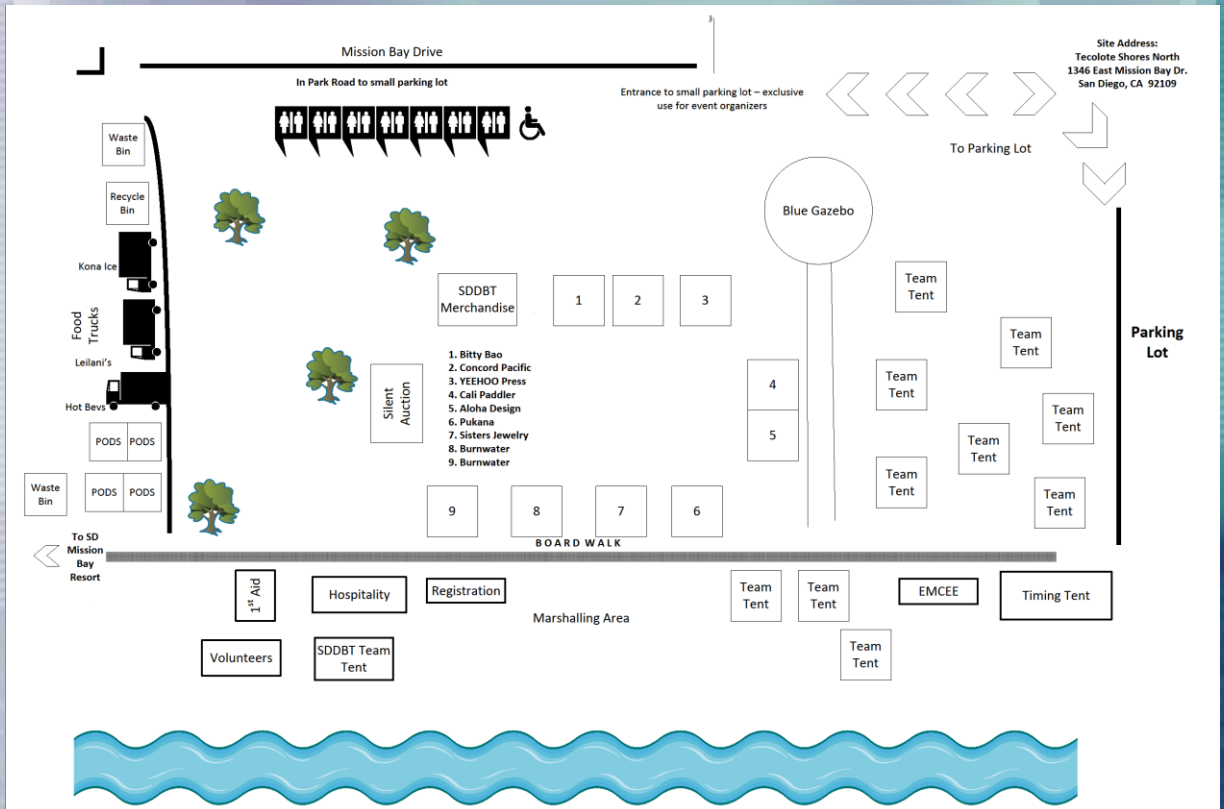 Mission Bay Drive
In Park Road to small parking lot
Entrance to small parking lot – exclusive
use for event organizers
Site Address:
Tecolote Shores North
1346 East Mission Bay Dr.
San Diego, CA 92109
To Parking Lot
Waste
Bin
Recycle
Bin
Kona Ice
Food
Trucks
Leilani's
Hot Bevs
PODS
PODS
PODS
PODS
Waste
Bin
To SD
Mission
Bay
Resort
Blue Gazebo
SDDBT
Merchandise
1
2
3
Silent
Auction
1. Bitty Bao
2. Concord Pacific
3. YEEHOO Press
4. Cali Paddler
5. Aloha Design
6. Pukana
7. Sisters Jewelry
8. Burnwater
9. Burnwater
4
5
9
8
7
6
Team
Tent
Team
Tent
Team
Tent
Team
Tent
Team
Tent
Team
Tent
Team
Tent
Parking
Lot
BOARD WALK
1st Aid
Hospitality
Registration
Marshalling Area
Team
Tent
Team
Tent
EMCEE
Timing Tent
Volunteers
SDDBT Team
Tent
Team
Tent